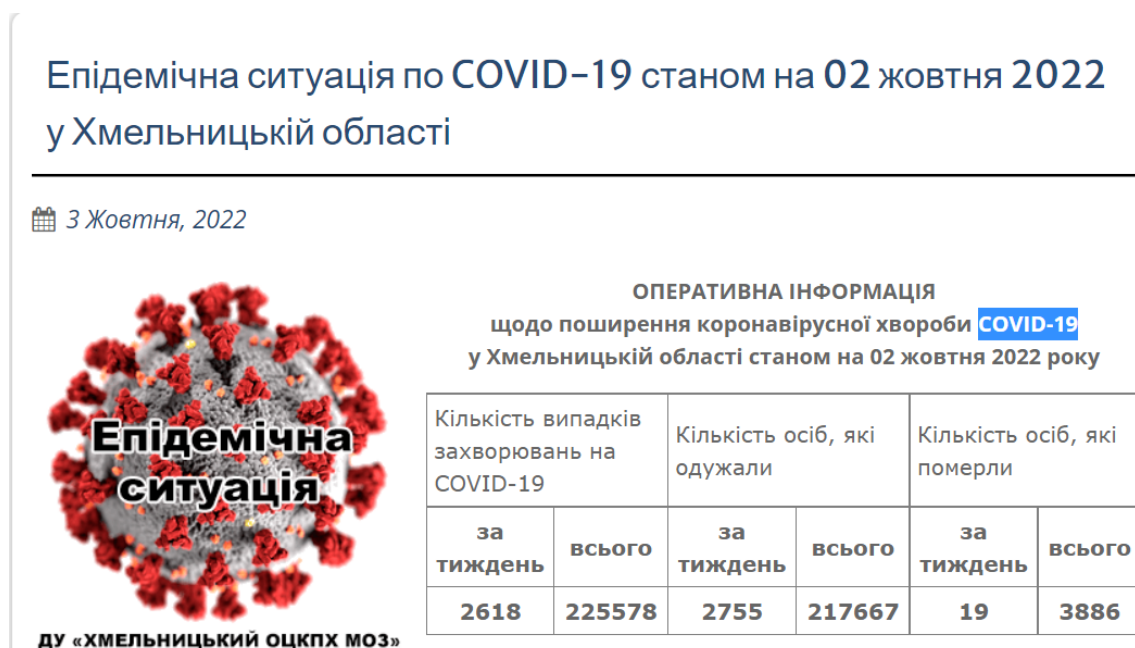 Епідемічна ситуація по COVID-19 станом на 02 жовтня 2022
у Хмельницькій області
3 Жовтня, 2022
Епідемічна
ситуація
ДУ «ХМЕЛЬНИЦЬКИЙ ОЦКПХ МОЗ»
ОПЕРАТИВНА ІНФОРМАЦІЯ
щодо поширення коронавірусної хвороби COVID-19
у Хмельницькій області станом на 02 жовтня 2022 року
Кількість випадків
захворювань на
COVID-19
Кількість осіб, які
одужали
Кількість осіб, які
померли
за
тиждень
всього
за
тиждень
всього
за
тиждень
всього
2618 225578 2755 217667 19 3886